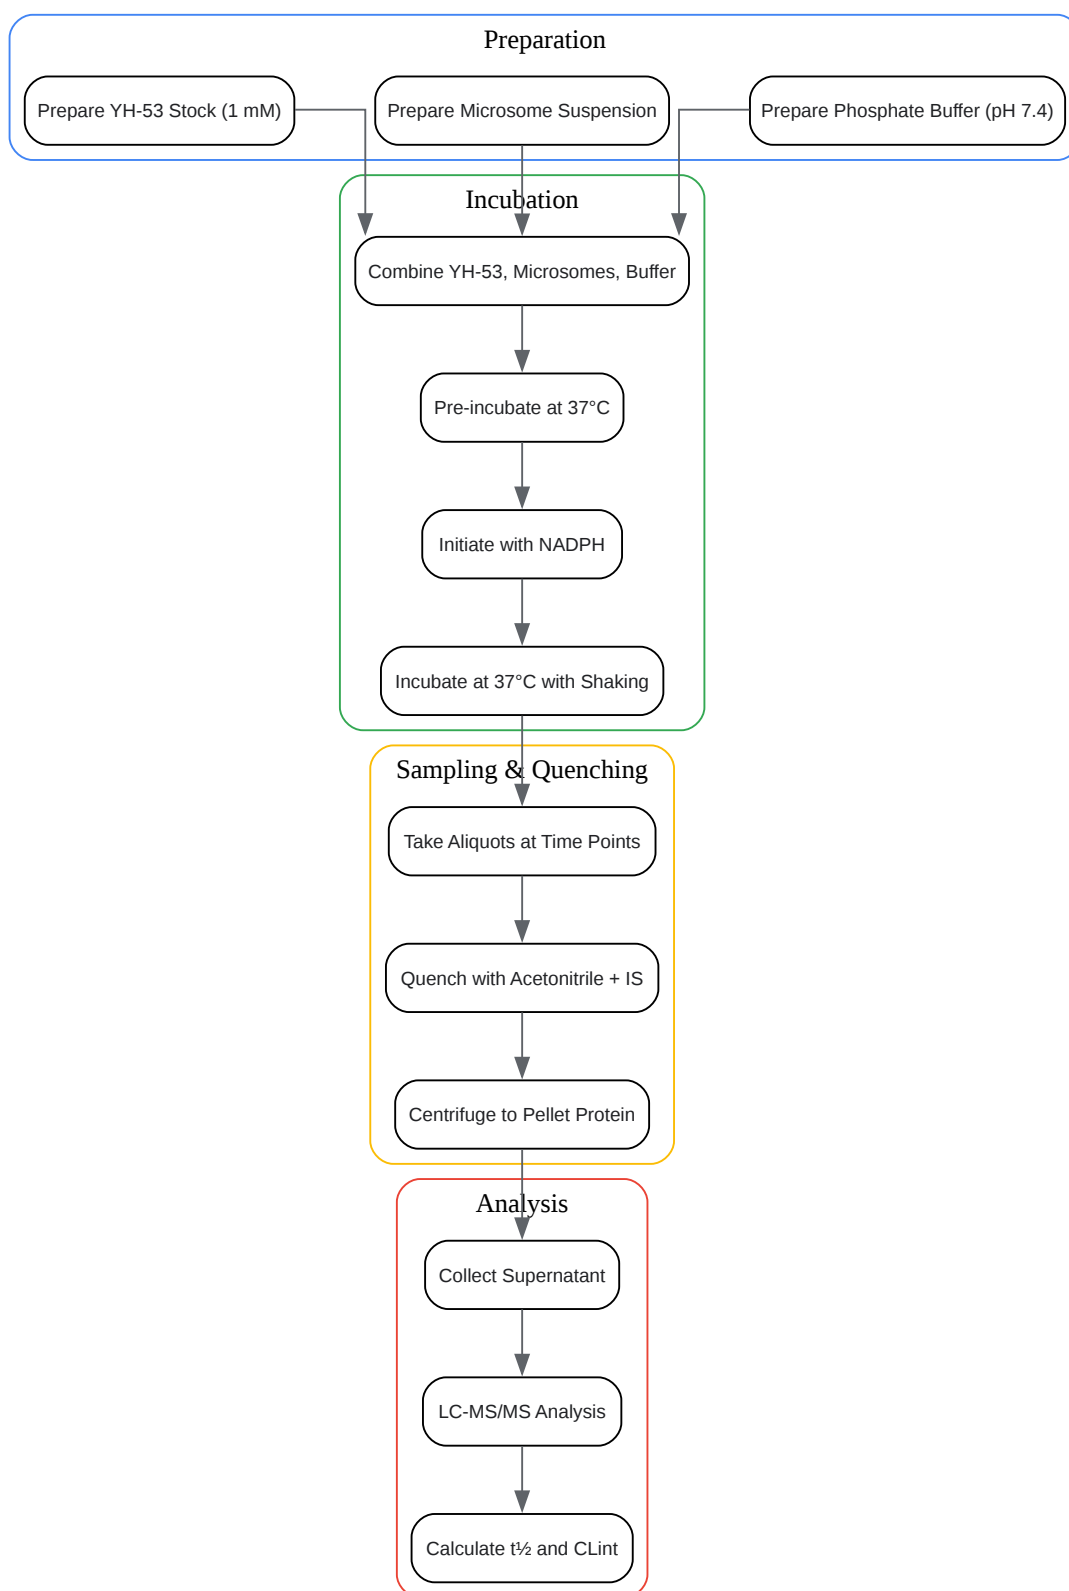 Preparation
Prepare YH-53 Stock (1 mM)
Prepare Microsome Suspension
Prepare Phosphate Buffer (pH 7.4)
Incubation
Combine YH-53, Microsomes, Buffer
Pre-incubate at 37°C
Initiate with NADPH
Incubate at 37°C with Shaking
Sampling & Quenching
Take Aliquots at Time Points
Quench with Acetonitrile + IS
Centrifuge to Pellet Protein
Analysis
Collect Supernatant
LC-MS/MS Analysis
Calculate t½ and CLint